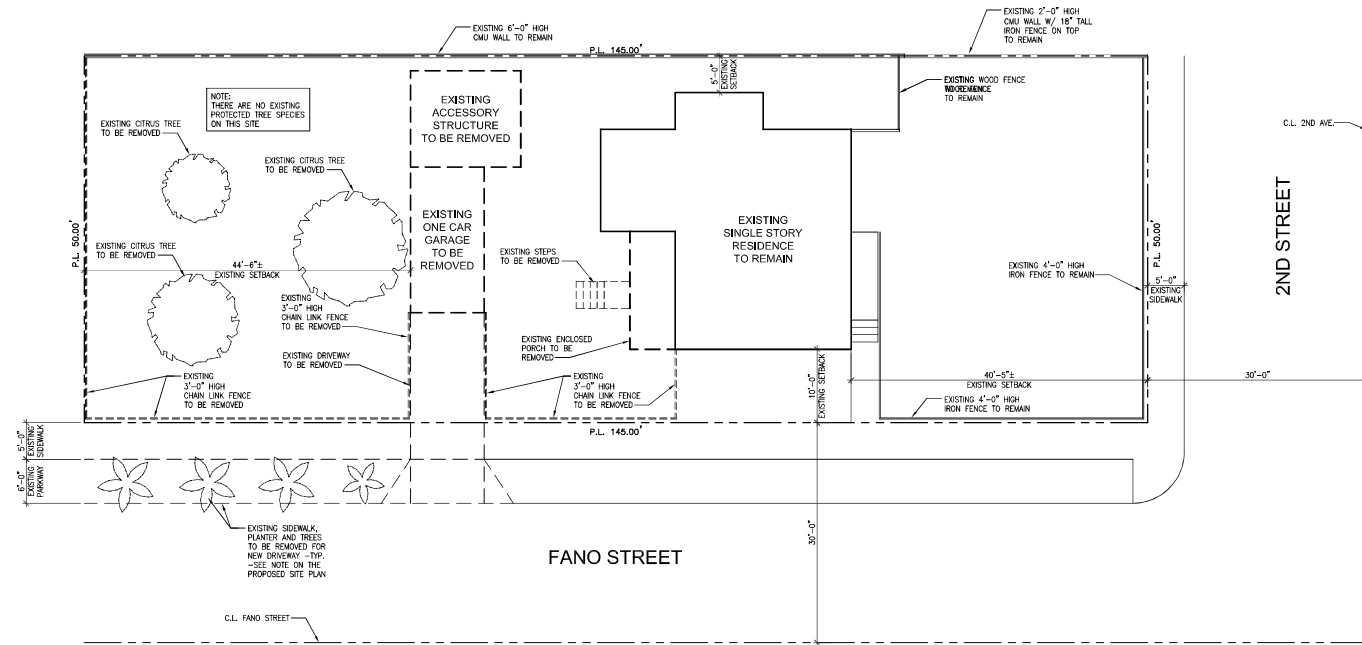 EXISTING 6'-0" HIGH
CMU WALL TO REMAIN
P.L. 145.00'
EXISTING 2'-0" HIGH
CMU WALL W/ 18" TALL
IRON FENCE ON TOP
TO REMAIN
NOTE:
THERE ARE NO EXISTING
PROTECTED TREE SPECIES
ON THIS SITE
EXISTING CITRUS TREE
TO BE REMOVED
EXISTING CITRUS TREE
TO BE REMOVED
EXISTING CITRUS TREE
TO BE REMOVED
P.L. 50.00'
44'-6"±
EXISTING SETBACK
EXISTING
ACCESSORY
STRUCTURE
TO BE REMOVED
EXISTING
ONE CAR
GARAGE
TO BE
REMOVED
5'-0"
EXISTING
SETBACK
EXISTING WOOD FENCE
TO REMAIN
C.L. 2ND AVE.
EXISTING
SINGLE STORY
RESIDENCE
TO REMAIN
EXISTING STEPS
TO BE REMOVED
EXISTING 4'-0" HIGH
IRON FENCE TO REMAIN
P.L. 50.00'
5'-0"
EXISTING
SIDEWALK
2ND STREET
EXISTING
3'-0" HIGH
CHAIN LINK FENCE
TO BE REMOVED
EXISTING DRIVEWAY
TO BE REMOVED
EXISTING ENCLOSED
PORCH TO BE
REMOVED
EXISTING
3'-0" HIGH
CHAIN LINK FENCE
TO BE REMOVED
EXISTING
3'-0" HIGH
CHAIN LINK FENCE
TO BE REMOVED
10'-0"
EXISTING SETBACK
40'-5"±
EXISTING SETBACK
30'-0"
EXISTING 4'-0" HIGH
IRON FENCE TO REMAIN
P.L. 145.00'
5'-0"
EXISTING
SIDEWALK
6'-0"
EXISTING
PARKWAY
EXISTING SIDEWALK,
PLANTER AND TREES
TO BE REMOVED FOR
NEW DRIVEWAY -TYP.
-SEE NOTE ON THE
PROPOSED SITE PLAN
FANO STREET
30'-0"
C.L. FANO STREET